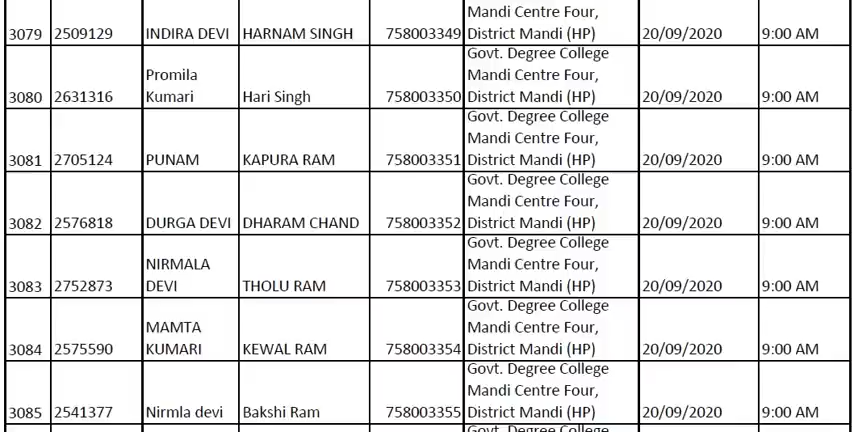 Mandi Centre Four,
3079 2509129 INDIRA DEVI HARNAM SINGH 758003349 District Mandi (HP) 20/09/2020 9:00 AM
Govt. Degree College
Promila Mandi Centre Four,
3080 2631316 Kumari Hari Singh 758003350 District Mandi (HP) 20/09/2020 9:00 AM
Govt. Degree College
Mandi Centre Four,
3081 2705124 PUNAM KAPURA RAM 758003351 District Mandi (HP) 20/09/2020 9:00 AM
Govt. Degree College
Mandi Centre Four,
3082 2576818 DURGA DEVI DHARAM CHAND 758003352 District Mandi (HP) 20/09/2020 9:00 AM
Govt. Degree College
NIRMALA Mandi Centre Four,
3083 2752873 DEVI THOLU RAM 758003353 District Mandi (HP) 20/09/2020 9:00 AM
Govt. Degree College
MAMTA Mandi Centre Four,
3084 2575590 KUMARI KEWAL RAM 758003354 District Mandi (HP) 20/09/2020 9:00 AM
Govt. Degree College
Mandi Centre Four,
3085 2541377 Nirmla devi Bakshi Ram 758003355 District Mandi (HP) 20/09/2020 9:00 AM
Govt. Degree College